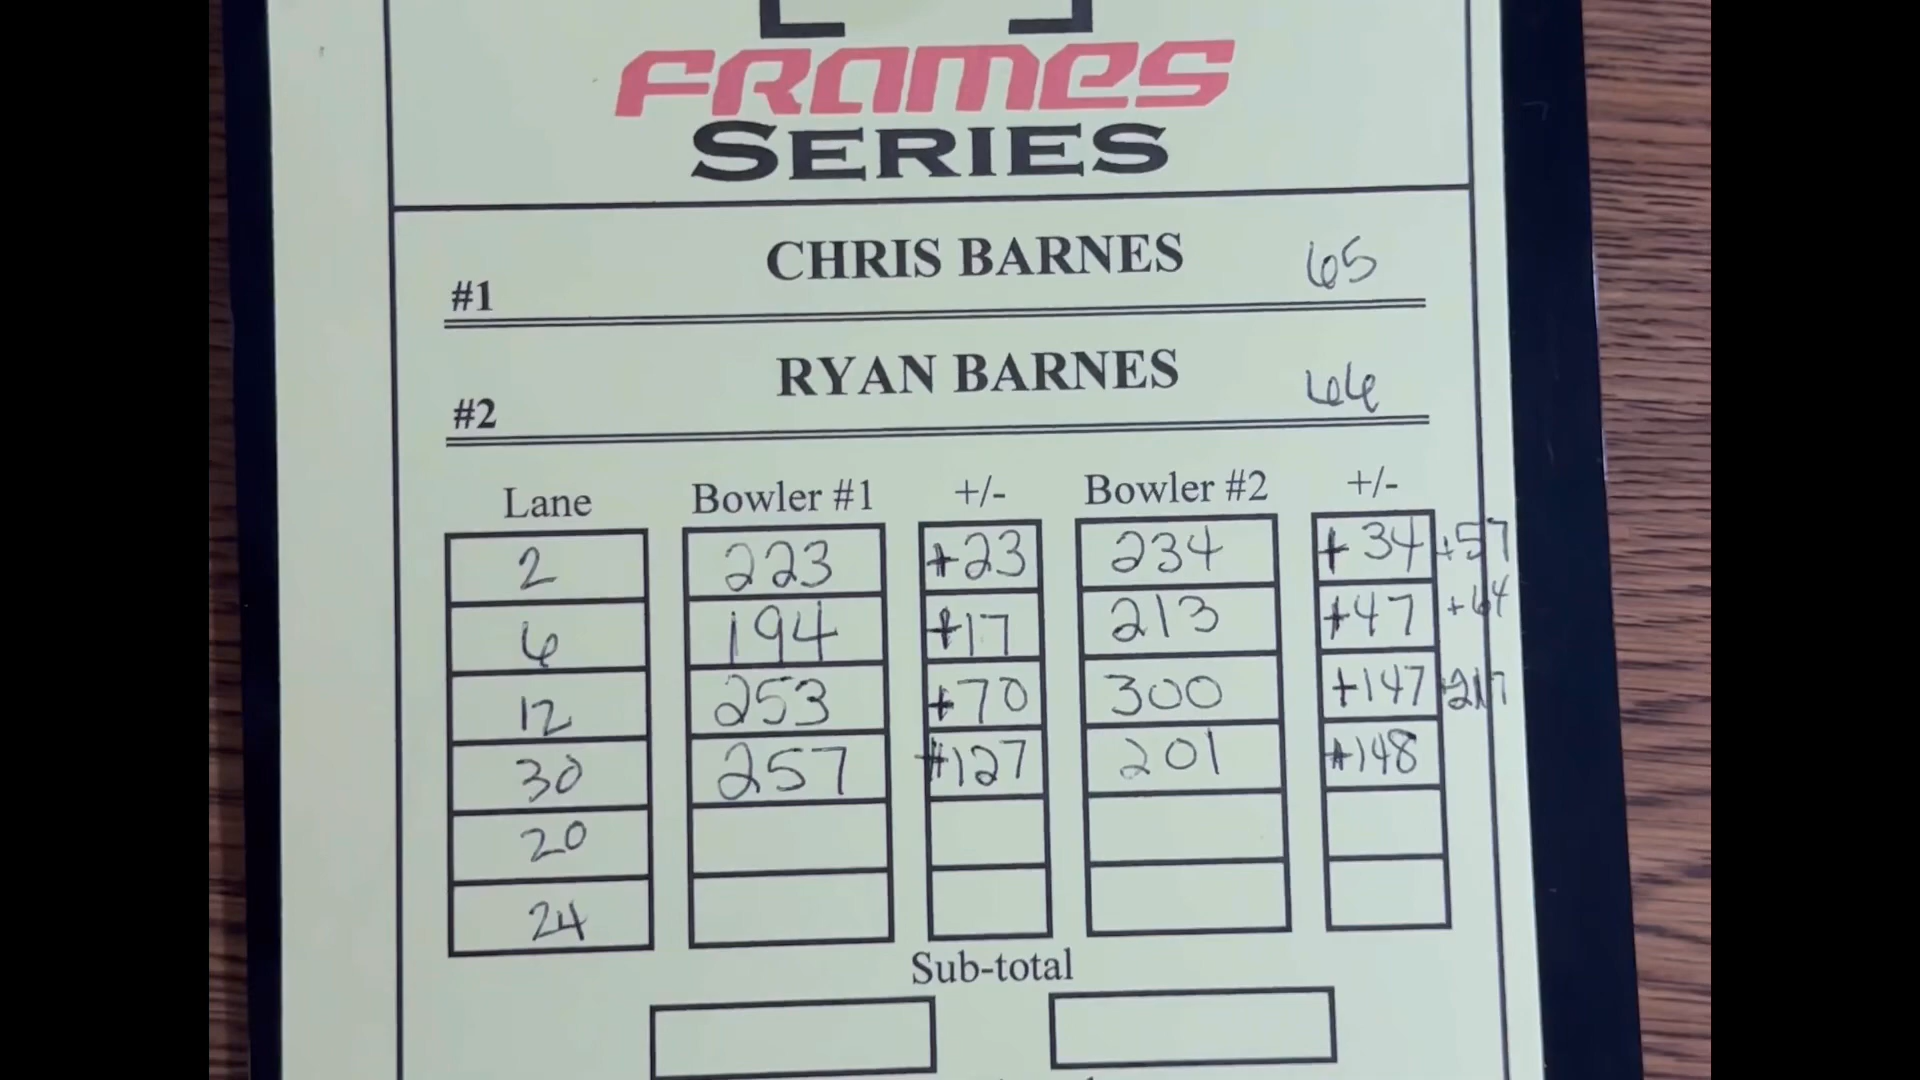 FRAMES
SERIES
CHRIS BARNES 65
#1
RYAN BARNES 66
#2
Lane Bowler #1 +/- Bowler #2 +/-
2 223 +23 234 +34 +57
6 194 +17 213 +47 +64
12 253 +70 300 +147 +217
30 257 +127 201 +148
20
24
Sub-total